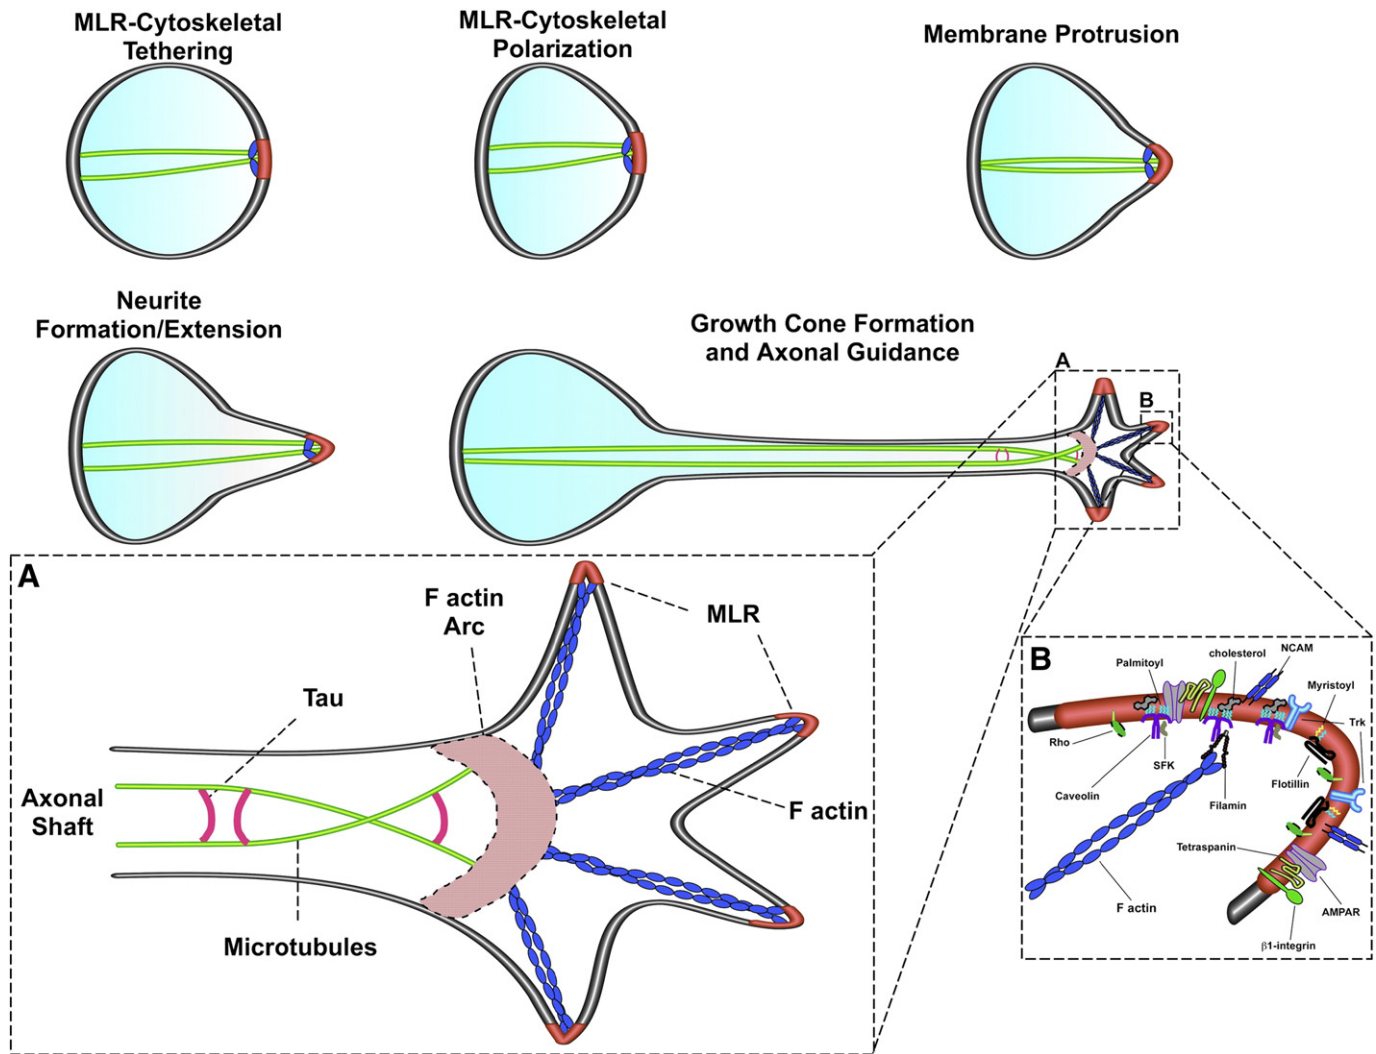 MLR-Cytoskeletal
Tethering
MLR-Cytoskeletal
Polarization
Membrane Protrusion
Neurite
Formation/Extension
Growth Cone Formation
and Axonal Guidance
A
B
A
F actin
Arc
MLR
Tau
Axonal
Shaft
F actin
Microtubules
B
Palmitoyl
cholesterol
NCAM
Myristoyl
Trk
Rho
SFK
Flotillin
Caveolin
Filamin
Tetraspanin
F actin
AMPAR
β1-integrin